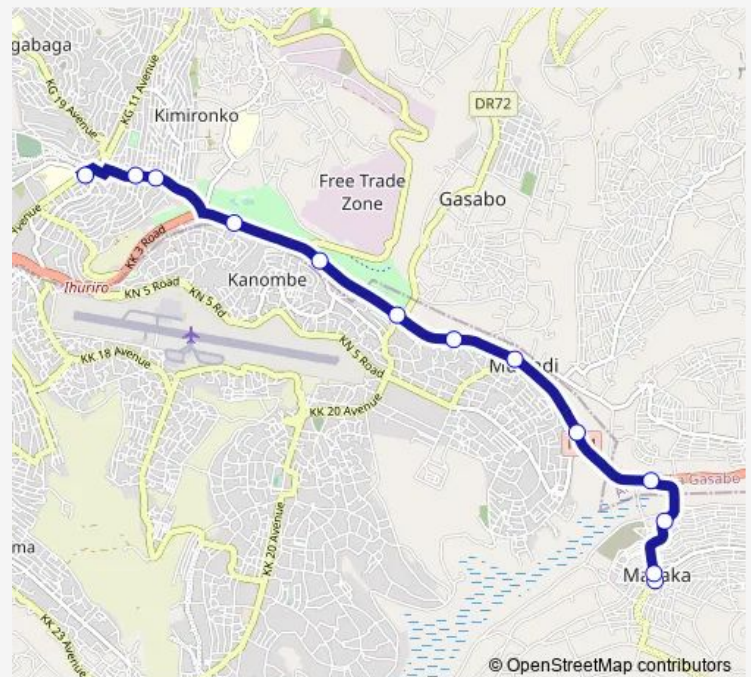 gabaga
KG 19 Avenue
KG 11 Avenue
Kimironko
DR72
Free Trade
Zone
Gasabo
Avenue
KK 3 Road
Ihuriro
Kanombe
KN 5 Road
KN 5 Rd
KN 5 Road
KK 18 Avenue
KK 20 Avenue
KK 20 Avenue
Gasabo
ma
KK 23 Avenue
© OpenStreetMap contributors